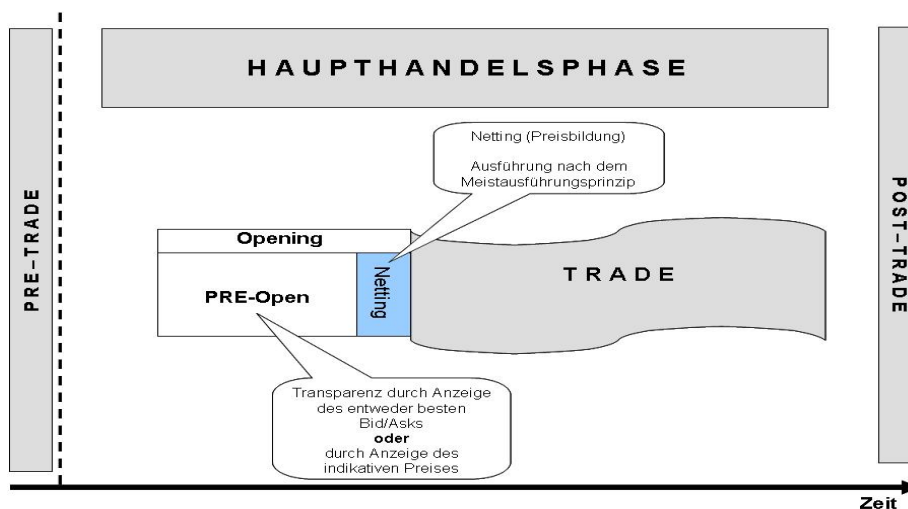 HAUPTHANDELSPHASE
PRE-TRADE
POST-TRADE
Netting (Preisbildung)
Ausführung nach dem
Meistausführungsprinzip
Opening
PRE-Open
Netting
TRADE
Transparenz durch Anzeige
des entweder besten
Bid/Asks
oder
durch Anzeige des
indikativen Preises
Zeit